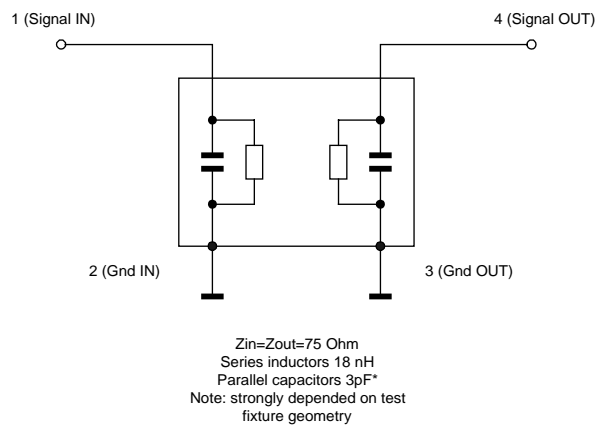 1 (Signal IN)
4 (Signal OUT)
2 (Gnd IN)
3 (Gnd OUT)
Zin=Zout=75 Ohm
Series inductors 18 nH
Parallel capacitors 3pF*
Note: strongly depended on test
fixture geometry